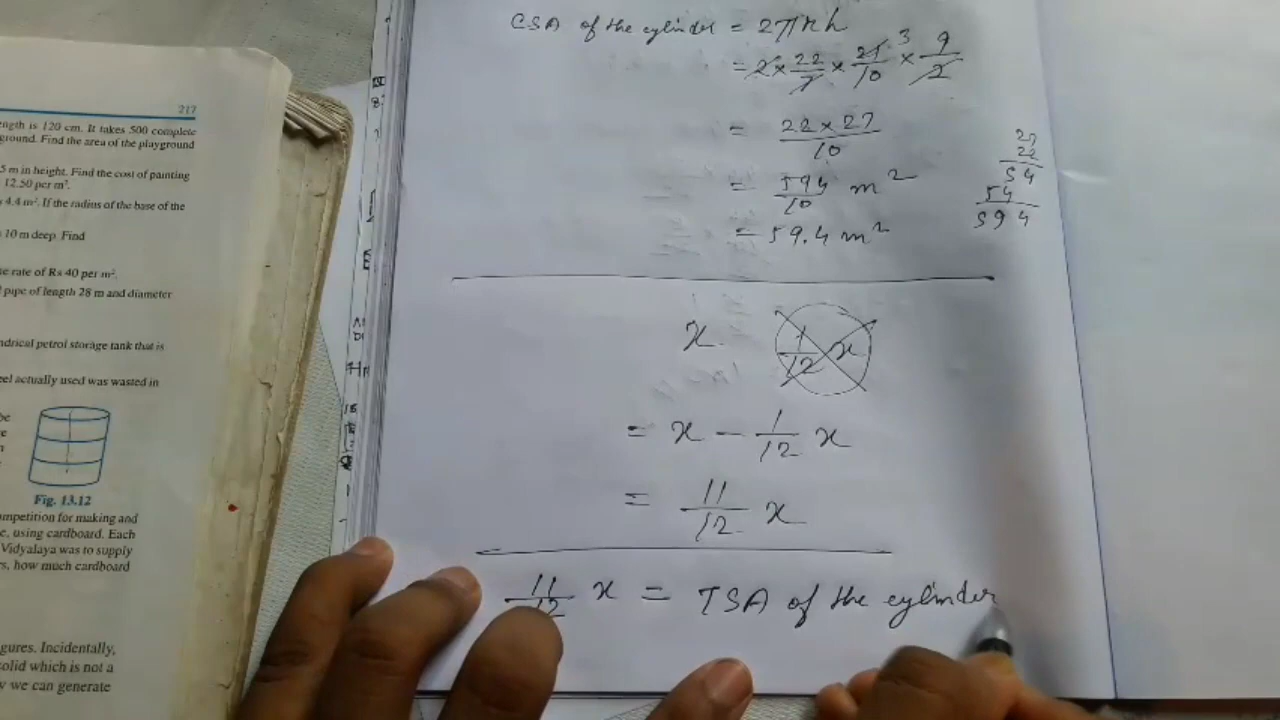 217
ength is 120 cm. It takes 500 complete
ground. Find the area of the playground
5 m in height. Find the cost of painting
12.50 per m².
4.4 m². If the radius of the base of the
10 m deep. Find
e rate of Rs 40 per m².
pipe of length 28 m and diameter
ndrical petrol storage tank that is
eel actually used was wasted in
Fig. 13.12
mpetition for making and
e, using cardboard. Each
Vidyalaya was to supply
s, how much cardboard
gures. Incidentally,
solid which is not a
w we can generate
CSA of the cylinder = 2πrh
= 2 × 22/7 × 21/10 3 × 9/2
= 22 × 27/10
= 594/10 m²
= 59.4 m²
27
22
54
54
594
x 1/12 x
= x - 1/12 x
= 11/12 x
11/12 x = TSA of the cylinder